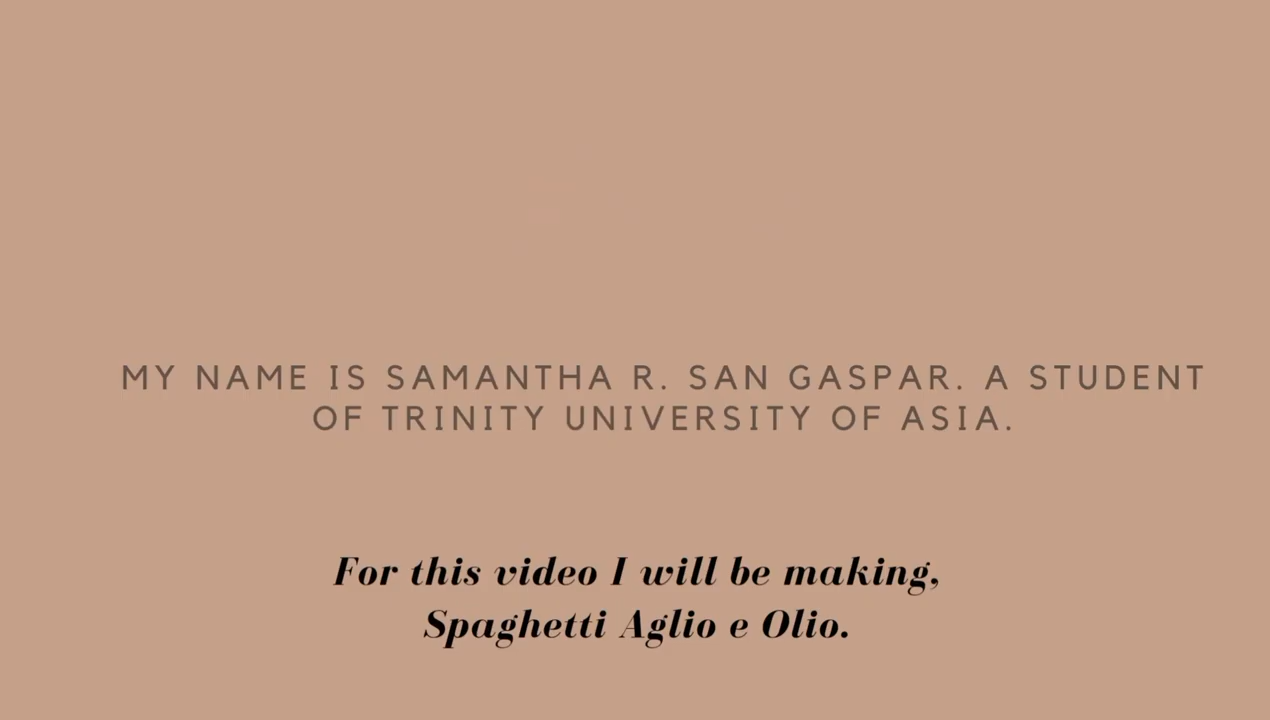 MY NAME IS SAMANTHA R. SAN GASPAR. A STUDENT
OF TRINITY UNIVERSITY OF ASIA.
For this video I will be making,
Spaghetti Aglio e Olio.